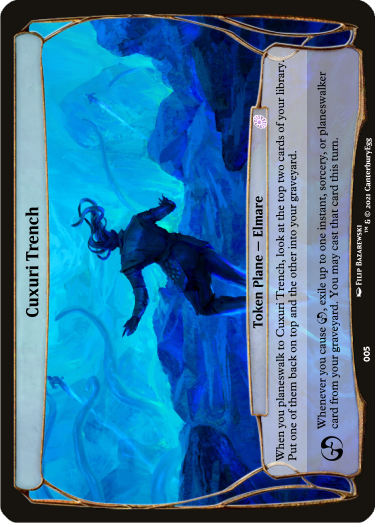 Cuxuri Trench
Token Plane — Elmare
When you planeswalk to Cuxuri Trench, look at the top two cards of your library.
Put one of them back on top and the other into your graveyard.
Whenever you cause , exile up to one instant, sorcery, or planeswalker
card from your graveyard. You may cast that card this turn.
Filip Bazarewski
™ & © 2021 CanterburyEgg
005